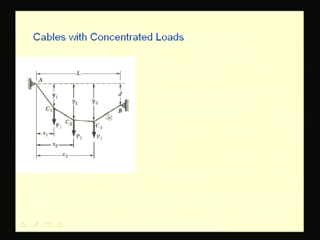 Cables with Concentrated Loads
L
A
y₁ y₂ y₃ d
C₁
B
P₁ C₂ C₃
x₁ P₂ P₃
x₂
x₃